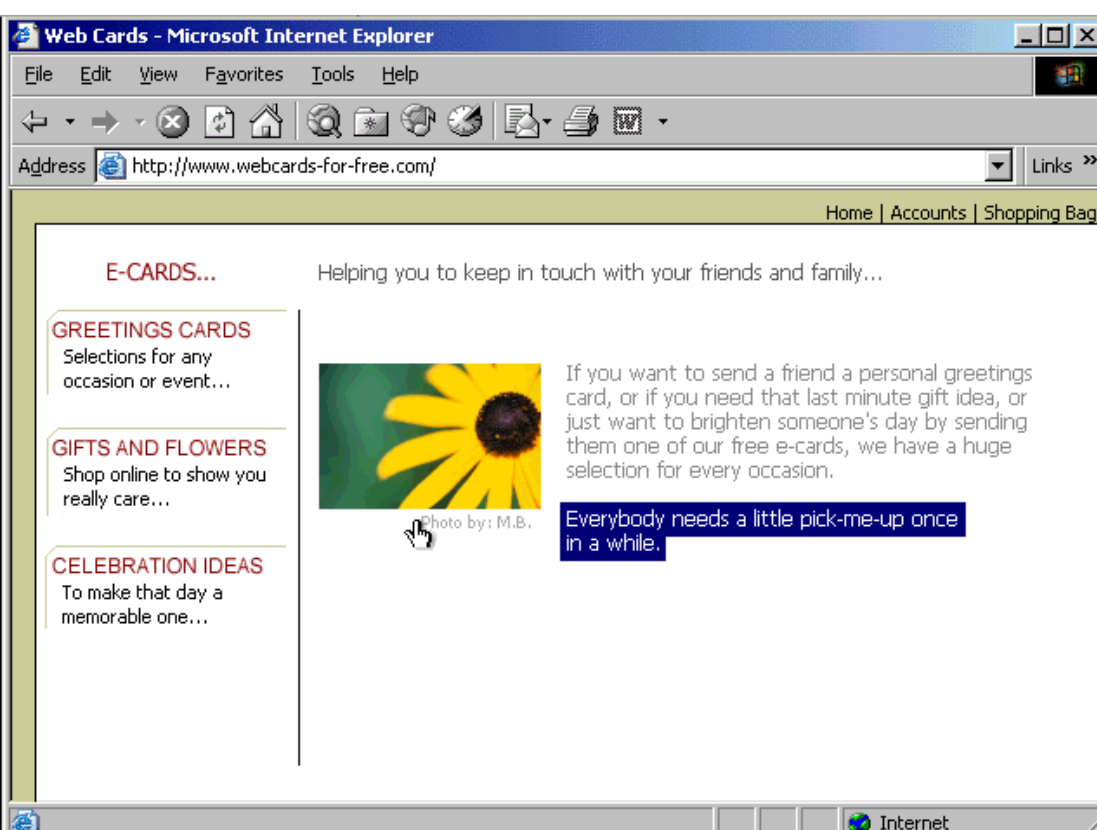 Web Cards - Microsoft Internet Explorer
File Edit View Favorites Tools Help
Address http://www.webcards-for-free.com/ Links »
Home | Accounts | Shopping Bag
E-CARDS...
Helping you to keep in touch with your friends and family...
GREETINGS CARDS
Selections for any
occasion or event...
GIFTS AND FLOWERS
Shop online to show you
really care...
CELEBRATION IDEAS
To make that day a
memorable one...
Photo by: M.B.
If you want to send a friend a personal greetings
card, or if you need that last minute gift idea, or
just want to brighten someone's day by sending
them one of our free e-cards, we have a huge
selection for every occasion.
Everybody needs a little pick-me-up once
in a while.
Internet